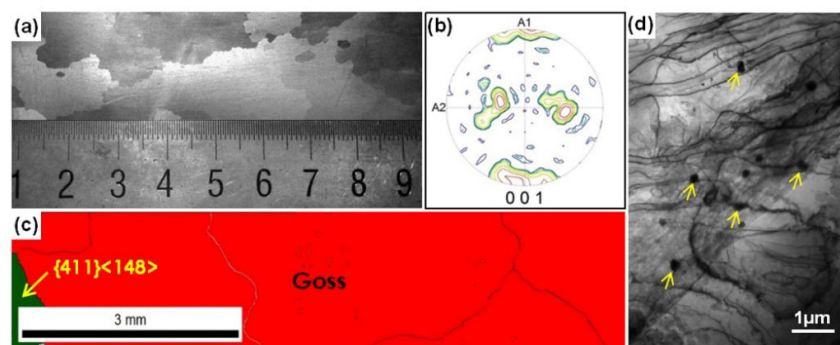 (a)
1 2 3 4 5 6 7 8 9
(b)
A1
A2
0 0 1
(c)
{411}<148>
Goss
3 mm
(d)
1μm